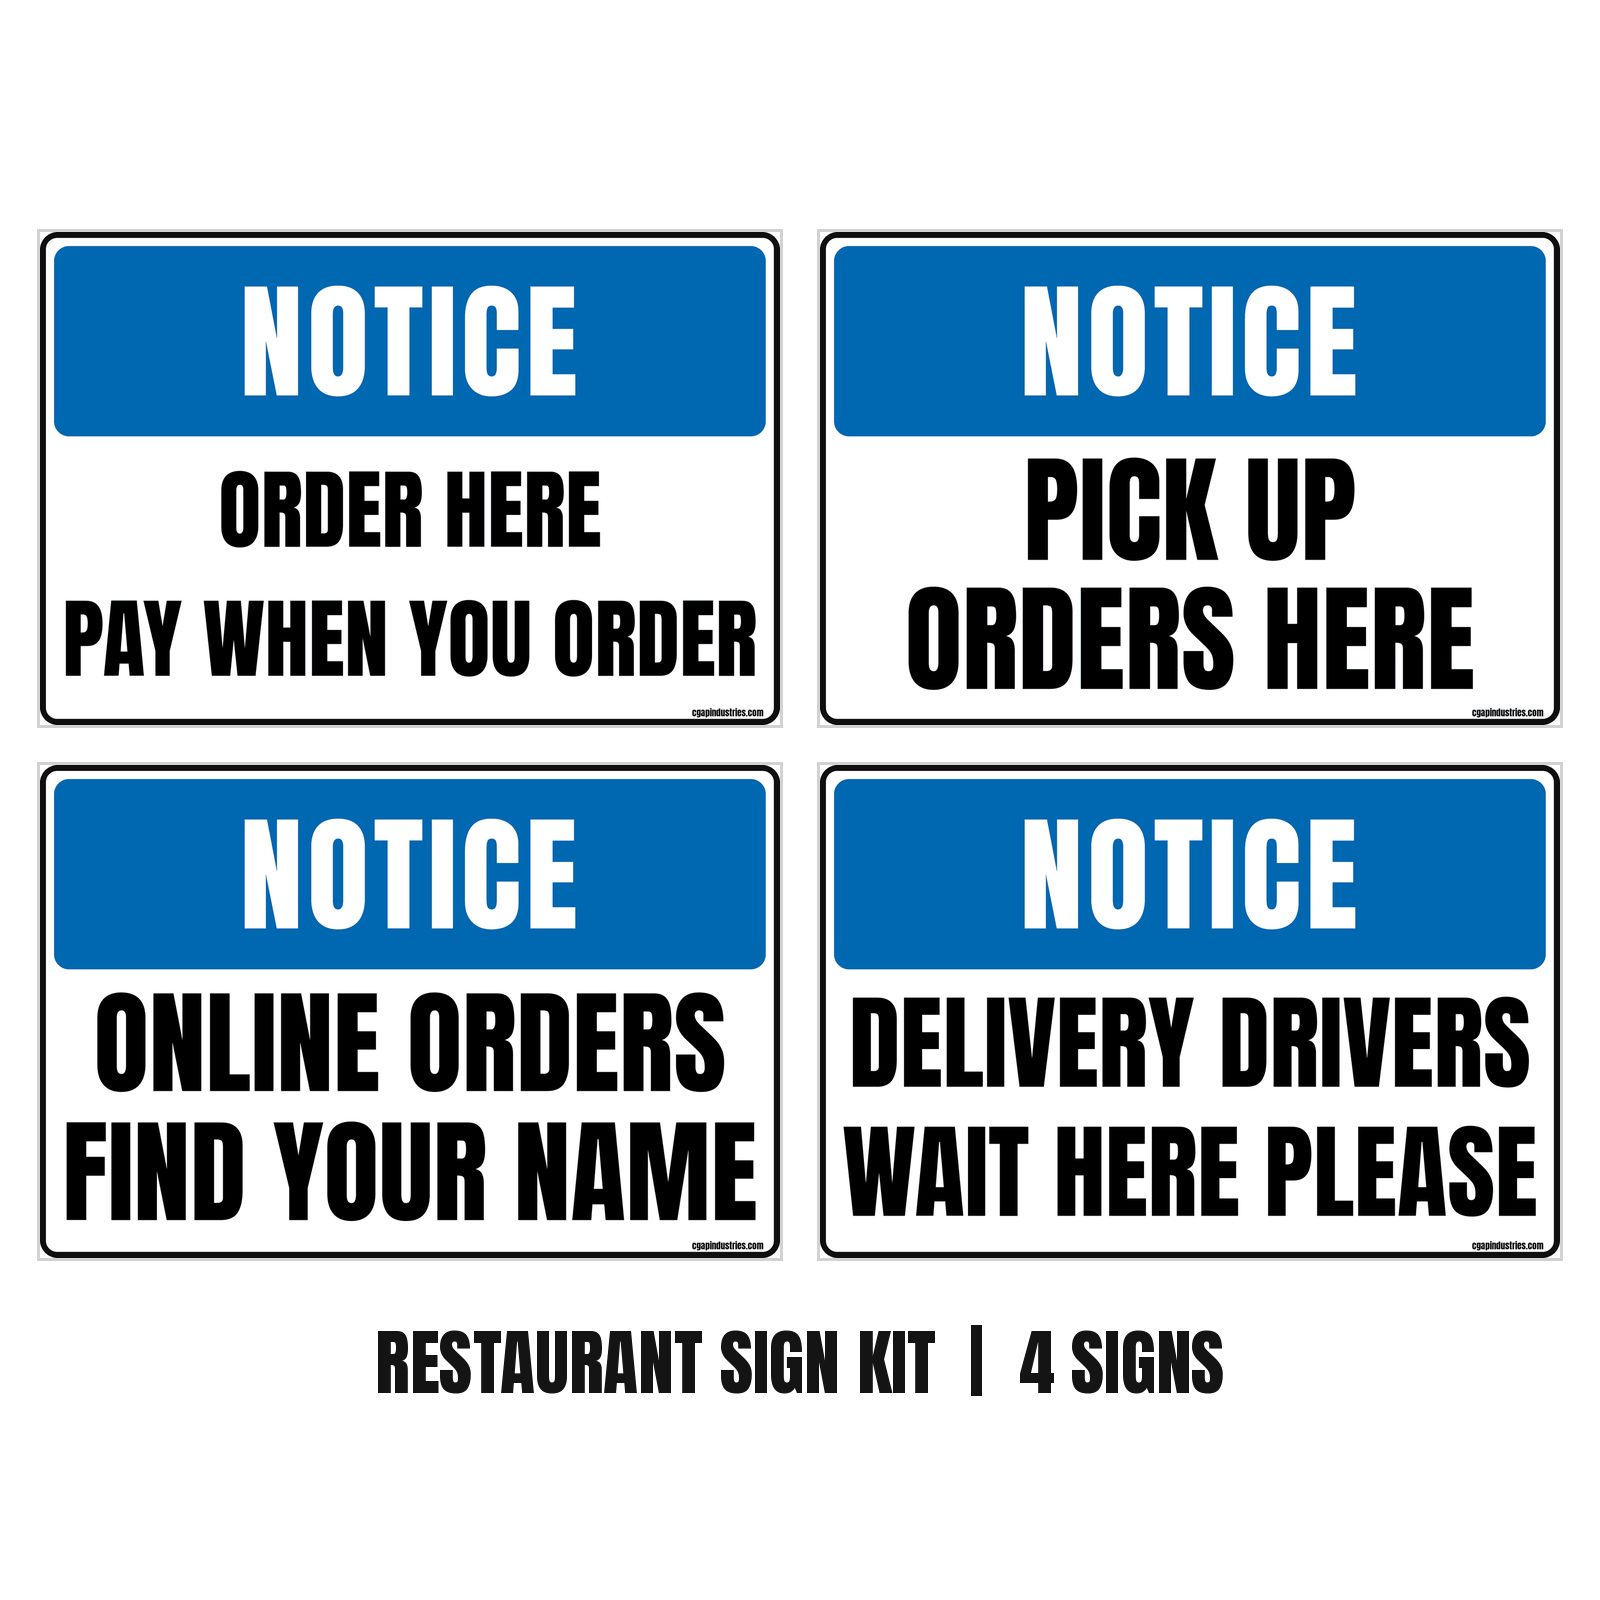 NOTICE
ORDER HERE
PAY WHEN YOU ORDER
cgapindustries.com
NOTICE
PICK UP
ORDERS HERE
cgapindustries.com
NOTICE
ONLINE ORDERS
FIND YOUR NAME
cgapindustries.com
NOTICE
DELIVERY DRIVERS
WAIT HERE PLEASE
cgapindustries.com
RESTAURANT SIGN KIT | 4 SIGNS